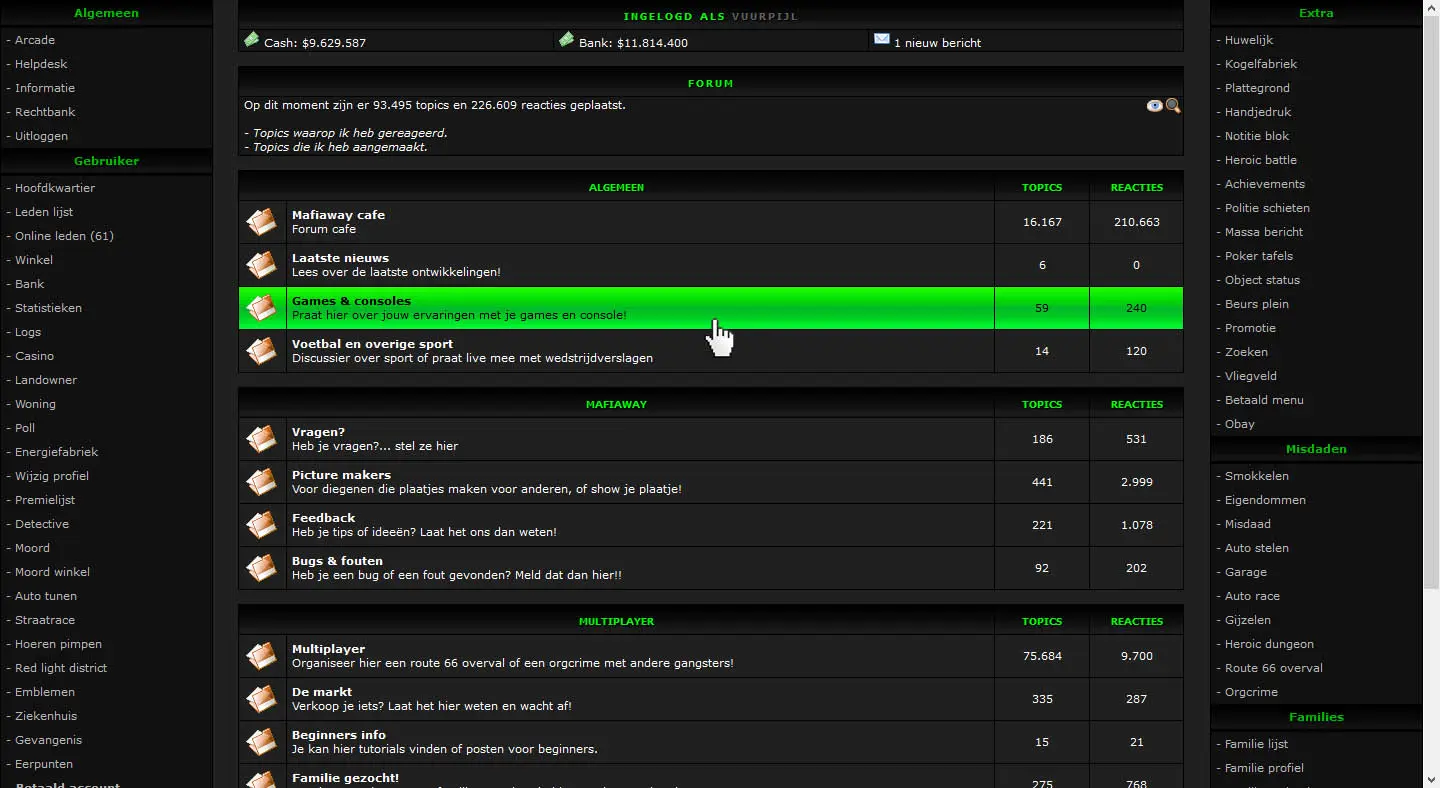 Algemeen
- Arcade
- Helpdesk
- Informatie
- Rechtbank
- Uitloggen
Gebruiker
- Hoofdkwartier
- Leden lijst
- Online leden (61)
- Winkel
- Bank
- Statistieken
- Logs
- Casino
- Landowner
- Woning
- Poll
- Energiefabriek
- Wijzig profiel
- Premielijst
- Detective
- Moord
- Moord winkel
- Auto tunen
- Straatrace
- Hoeren pimpen
- Red light district
- Emblemen
- Ziekenhuis
- Gevangenis
- Eerpunten
- Betaald account
INGELOGD ALS VUURPIJL
Cash: $9.629.587
Bank: $11.814.400
1 nieuw bericht
FORUM
Op dit moment zijn er 93.495 topics en 226.609 reacties geplaatst.
- Topics waarop ik heb gereageerd.
- Topics die ik heb aangemaakt.
ALGEMEEN TOPICS REACTIES
Mafiaway cafe
Forum cafe
16.167 210.663
Laatste nieuws
Lees over de laatste ontwikkelingen!
6 0
Games & consoles
Praat hier over jouw ervaringen met je games en console!
59 240
Voetbal en overige sport
Discussier over sport of praat live mee met wedstrijdverslagen
14 120
MAFIAWAY TOPICS REACTIES
Vragen?
Heb je vragen?... stel ze hier
186 531
Picture makers
Voor diegenen die plaatjes maken voor anderen, of show je plaatje!
441 2.999
Feedback
Heb je tips of ideeën? Laat het ons dan weten!
221 1.078
Bugs & fouten
Heb je een bug of een fout gevonden? Meld dat dan hier!!
92 202
MULTIPLAYER TOPICS REACTIES
Multiplayer
Organiseer hier een route 66 overval of een orgcrime met andere gangsters!
75.684 9.700
De markt
Verkoop je iets? Laat het hier weten en wacht af!
335 287
Beginners info
Je kan hier tutorials vinden of posten voor beginners.
15 21
Familie gezocht!
275 768
Extra
- Huwelijk
- Kogelfabriek
- Plattegrond
- Handjedruk
- Notitie blok
- Heroic battle
- Achievements
- Politie schieten
- Massa bericht
- Poker tafels
- Object status
- Beurs plein
- Promotie
- Zoeken
- Vliegveld
- Betaald menu
- Obay
Misdaden
- Smokkelen
- Eigendommen
- Misdaad
- Auto stelen
- Garage
- Auto race
- Gijzelen
- Heroic dungeon
- Route 66 overval
- Orgcrime
Families
- Familie lijst
- Familie profiel